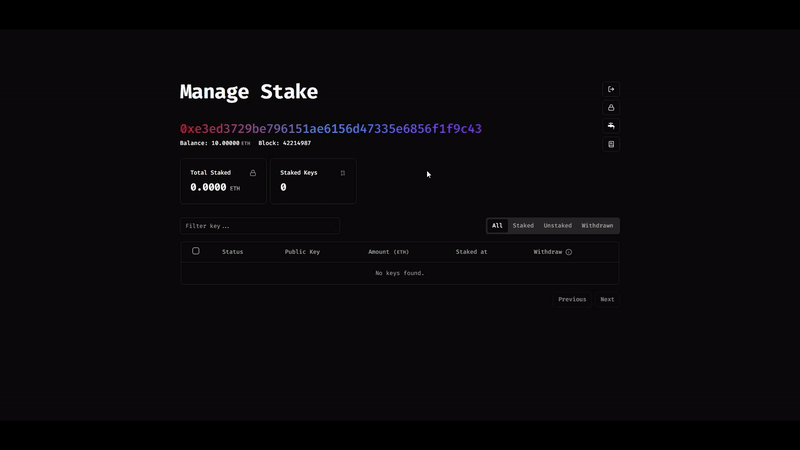 Manage Stake
0xe3ed3729be796151ae6156d47335e6856f1f9c43
Balance: 10.00000 ETH Block: 42214987
Total Staked
0.0000 ETH
Staked Keys
0
Filter key...
All Staked Unstaked Withdrawn
Status Public Key Amount (ETH) Staked at Withdraw
No keys found.
Previous Next